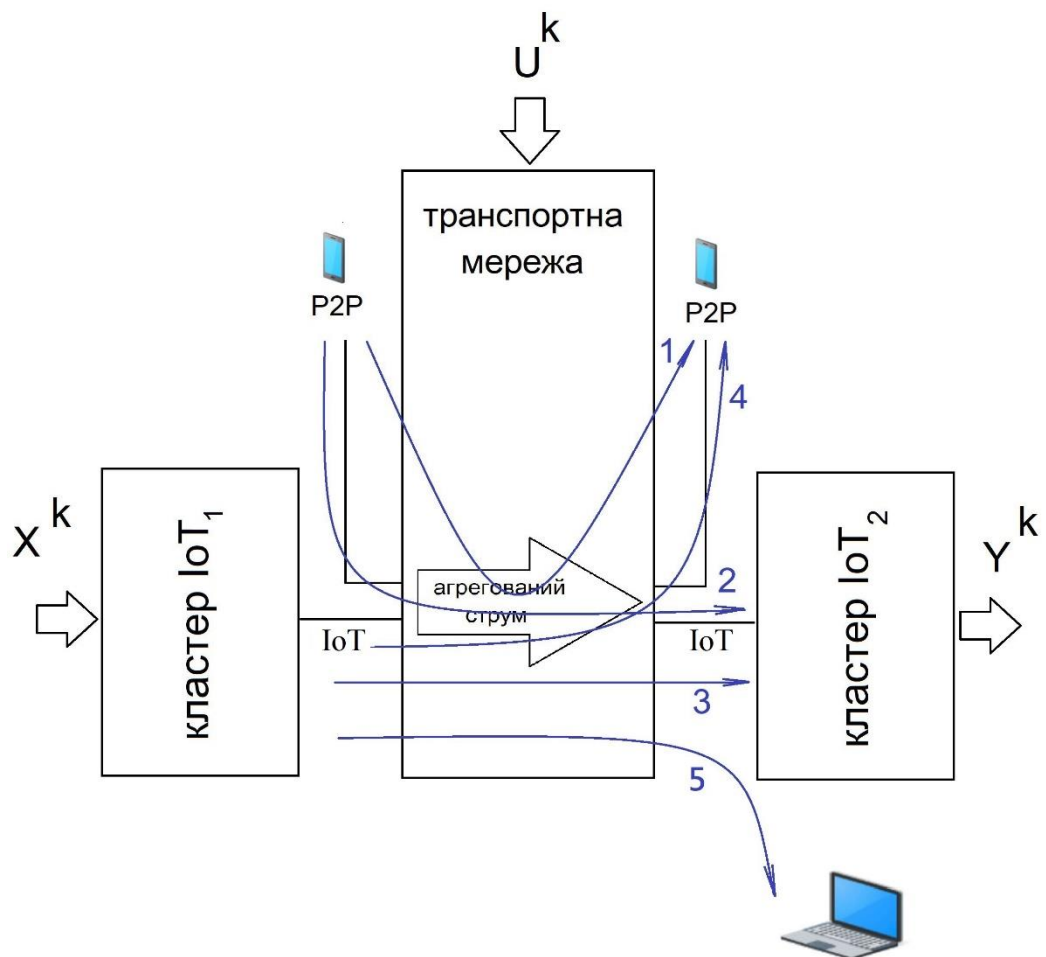 U^k
транспортна
мережа
P2P
P2P
1
4
X^k
кластер IoT₁
агрегований
струм
2
IoT
IoT
3
5
кластер IoT₂
Y^k